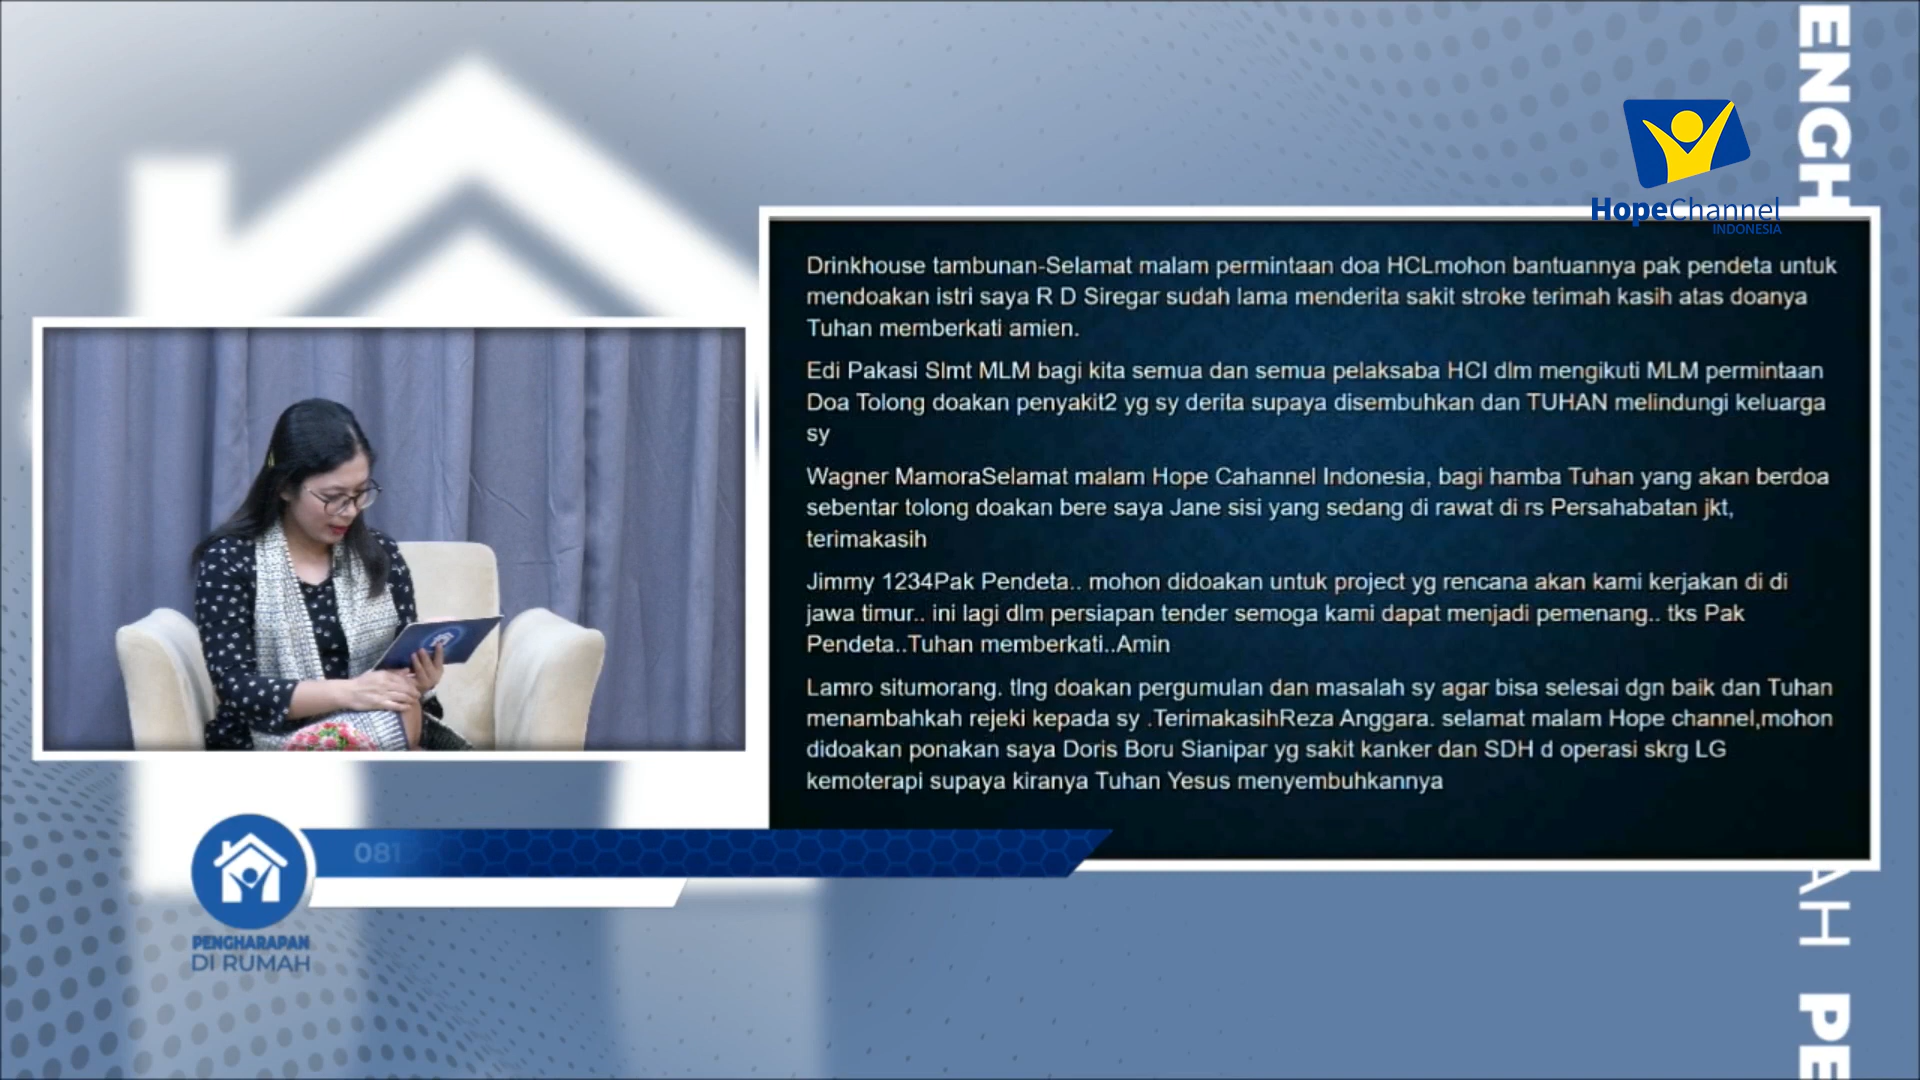 ENGH
HopeChannel
INDONESIA
Drinkhouse tambunan-Selamat malam permintaan doa HCLmohon bantuannya pak pendeta untuk
mendoakan istri saya R D Siregar sudah lama menderita sakit stroke terimah kasih atas doanya
Tuhan memberkati amien.
Edi Pakasi Slmt MLM bagi kita semua dan semua pelaksaba HCI dlm mengikuti MLM permintaan
Doa Tolong doakan penyakit2 yg sy derita supaya disembuhkan dan TUHAN melindungi keluarga
sy
Wagner MamoraSelamat malam Hope Cahannel Indonesia, bagi hamba Tuhan yang akan berdoa
sebentar tolong doakan bere saya Jane sisi yang sedang di rawat di rs Persahabatan jkt,
terimakasih
Jimmy 1234Pak Pendeta.. mohon didoakan untuk project yg rencana akan kami kerjakan di di
jawa timur.. ini lagi dlm persiapan tender semoga kami dapat menjadi pemenang.. tks Pak
Pendeta..Tuhan memberkati..Amin
Lamro situmorang. tlng doakan pergumulan dan masalah sy agar bisa selesai dgn baik dan Tuhan
menambahkah rejeki kepada sy .TerimakasihReza Anggara. selamat malam Hope channel,mohon
didoakan ponakan saya Doris Boru Sianipar yg sakit kanker dan SDH d operasi skrg LG
kemoterapi supaya kiranya Tuhan Yesus menyembuhkannya
081
PENGHARAPAN
DI RUMAH
AH PE